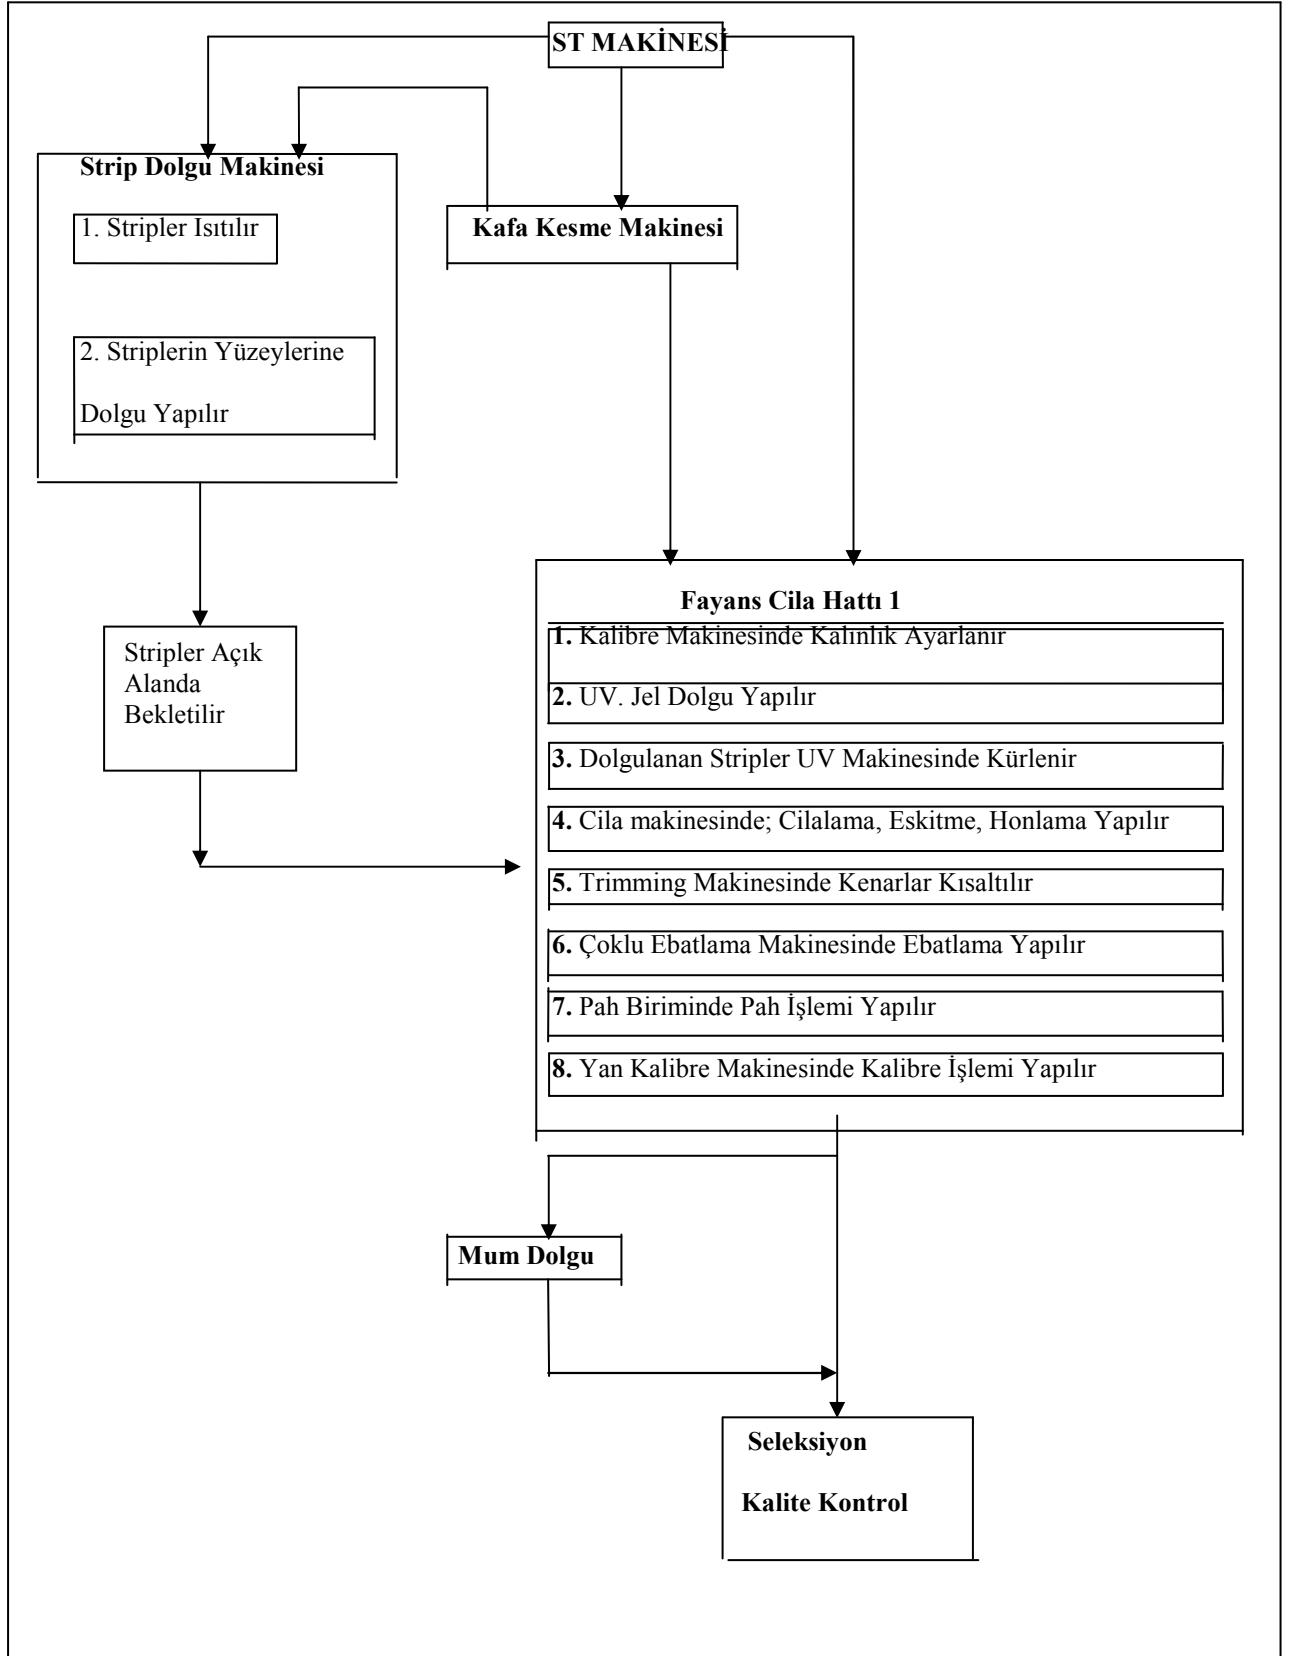 ST MAKİNESİ
Strip Dolgu Makinesi
1. Stripler Isıtılır
2. Striplerin Yüzeylerine
Dolgu Yapılır
Kafa Kesme Makinesi
Stripler Açık
Alanda
Bekletilir
Fayans Cila Hattı 1
1. Kalibre Makinesinde Kalınlık Ayarlanır
2. UV. Jel Dolgu Yapılır
3. Dolgulanan Stripler UV Makinesinde Kürlenir
4. Cila makinesinde; Cilalama, Eskitme, Honlama Yapılır
5. Trimming Makinesinde Kenarlar Kısaltılır
6. Çoklu Ebatlama Makinesinde Ebatlama Yapılır
7. Pah Biriminde Pah İşlemi Yapılır
8. Yan Kalibre Makinesinde Kalibre İşlemi Yapılır
Mum Dolgu
Seleksiyon
Kalite Kontrol